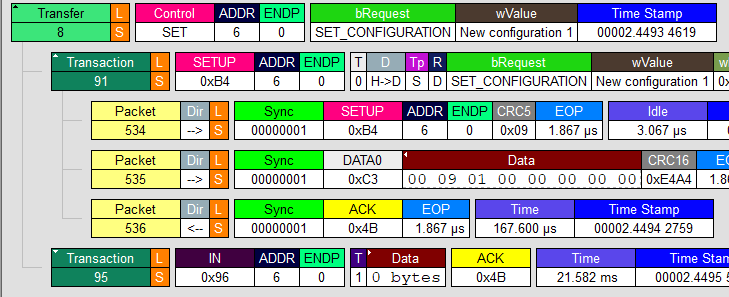 Transfer L Control ADDR ENDP bRequest wValue Time Stamp
8 S SET 6 0 SET_CONFIGURATION New configuration 1 00002.4493 4619
Transaction L SETUP ADDR ENDP T D Tp R bRequest wValue
91 S 0xB4 6 0 0 H->D S D SET_CONFIGURATION New configuration 1
Packet Dir L Sync SETUP ADDR ENDP CRC5 EOP Idle
534 --> S 00000001 0xB4 6 0 0x09 1.867 µs 3.067 µs
Packet Dir L Sync DATA0 Data CRC16
535 --> S 00000001 0xC3 00 09 01 00 00 00 00 00 0xE4A4
Packet Dir L Sync ACK EOP Time Time Stamp
536 <-- S 00000001 0x4B 1.867 µs 167.600 µs 00002.4494 2759
Transaction L IN ADDR ENDP T Data ACK Time Time Stam
95 S 0x96 6 0 1 0 bytes 0x4B 21.582 ms 00002.4495